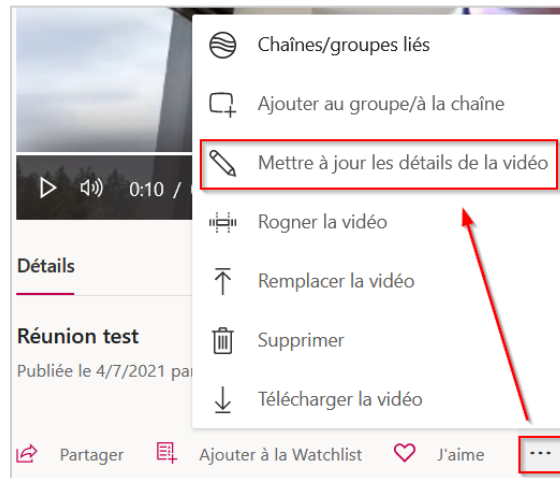 Chaînes/groupes liés
Ajouter au groupe/à la chaîne
Mettre à jour les détails de la vidéo
0:10 /
Rogner la vidéo
Détails
Remplacer la vidéo
Réunion test
Supprimer
Publiée le 4/7/2021
Télécharger la vidéo
Partager Ajouter à la Watchlist J'aime ...